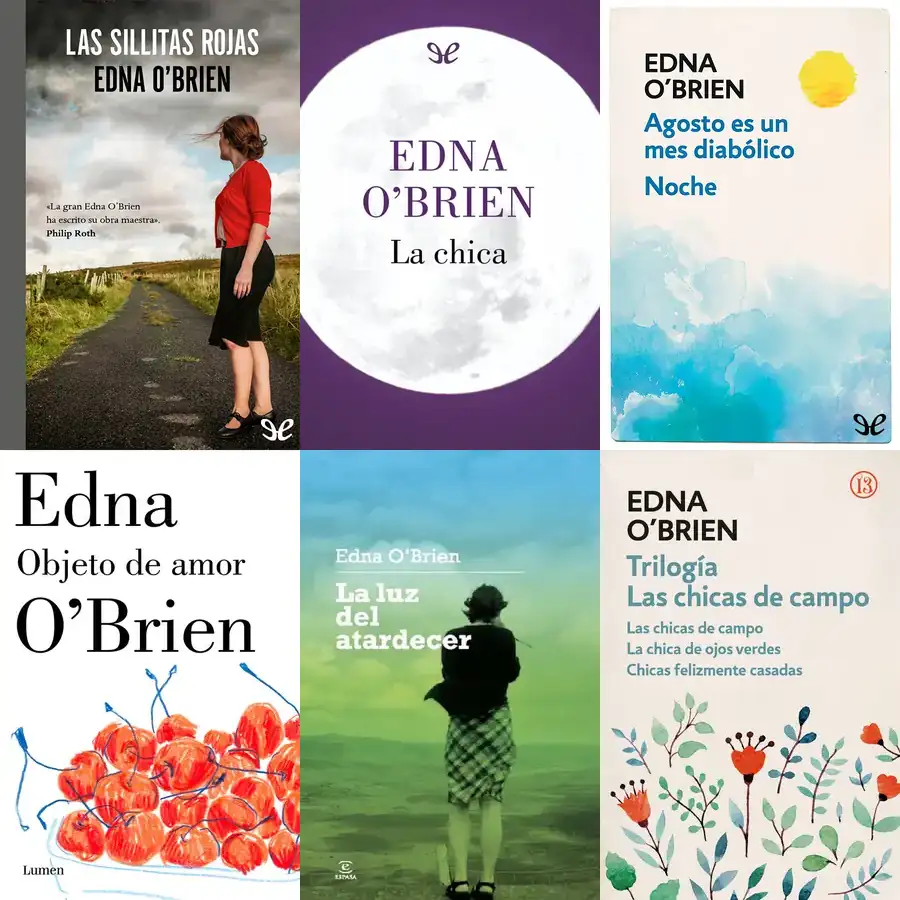 LAS SILLITAS ROJAS
EDNA O'BRIEN
«La gran Edna O'Brien
ha escrito su obra maestra».
Philip Roth
EDNA
O'BRIEN
La chica
EDNA
O'BRIEN
Agosto es un
mes diabólico
Noche
Edna
Objeto de amor
O'Brien
Lumen
Edna O'Brien
La luz
del
atardecer
ESPASA
13
EDNA
O'BRIEN
Trilogía
Las chicas de campo
Las chicas de campo
La chica de ojos verdes
Chicas felizmente casadas